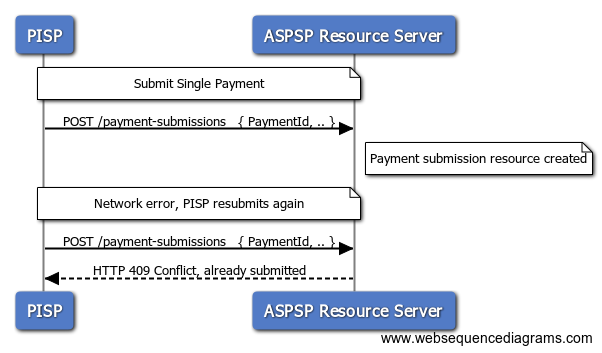 PISP
ASPSP Resource Server
Submit Single Payment
POST /payment-submissions { PaymentId, .. }
Payment submission resource created
Network error, PISP resubmits again
POST /payment-submissions { PaymentId, .. }
HTTP 409 Conflict, already submitted
PISP
ASPSP Resource Server
www.websequencediagrams.com